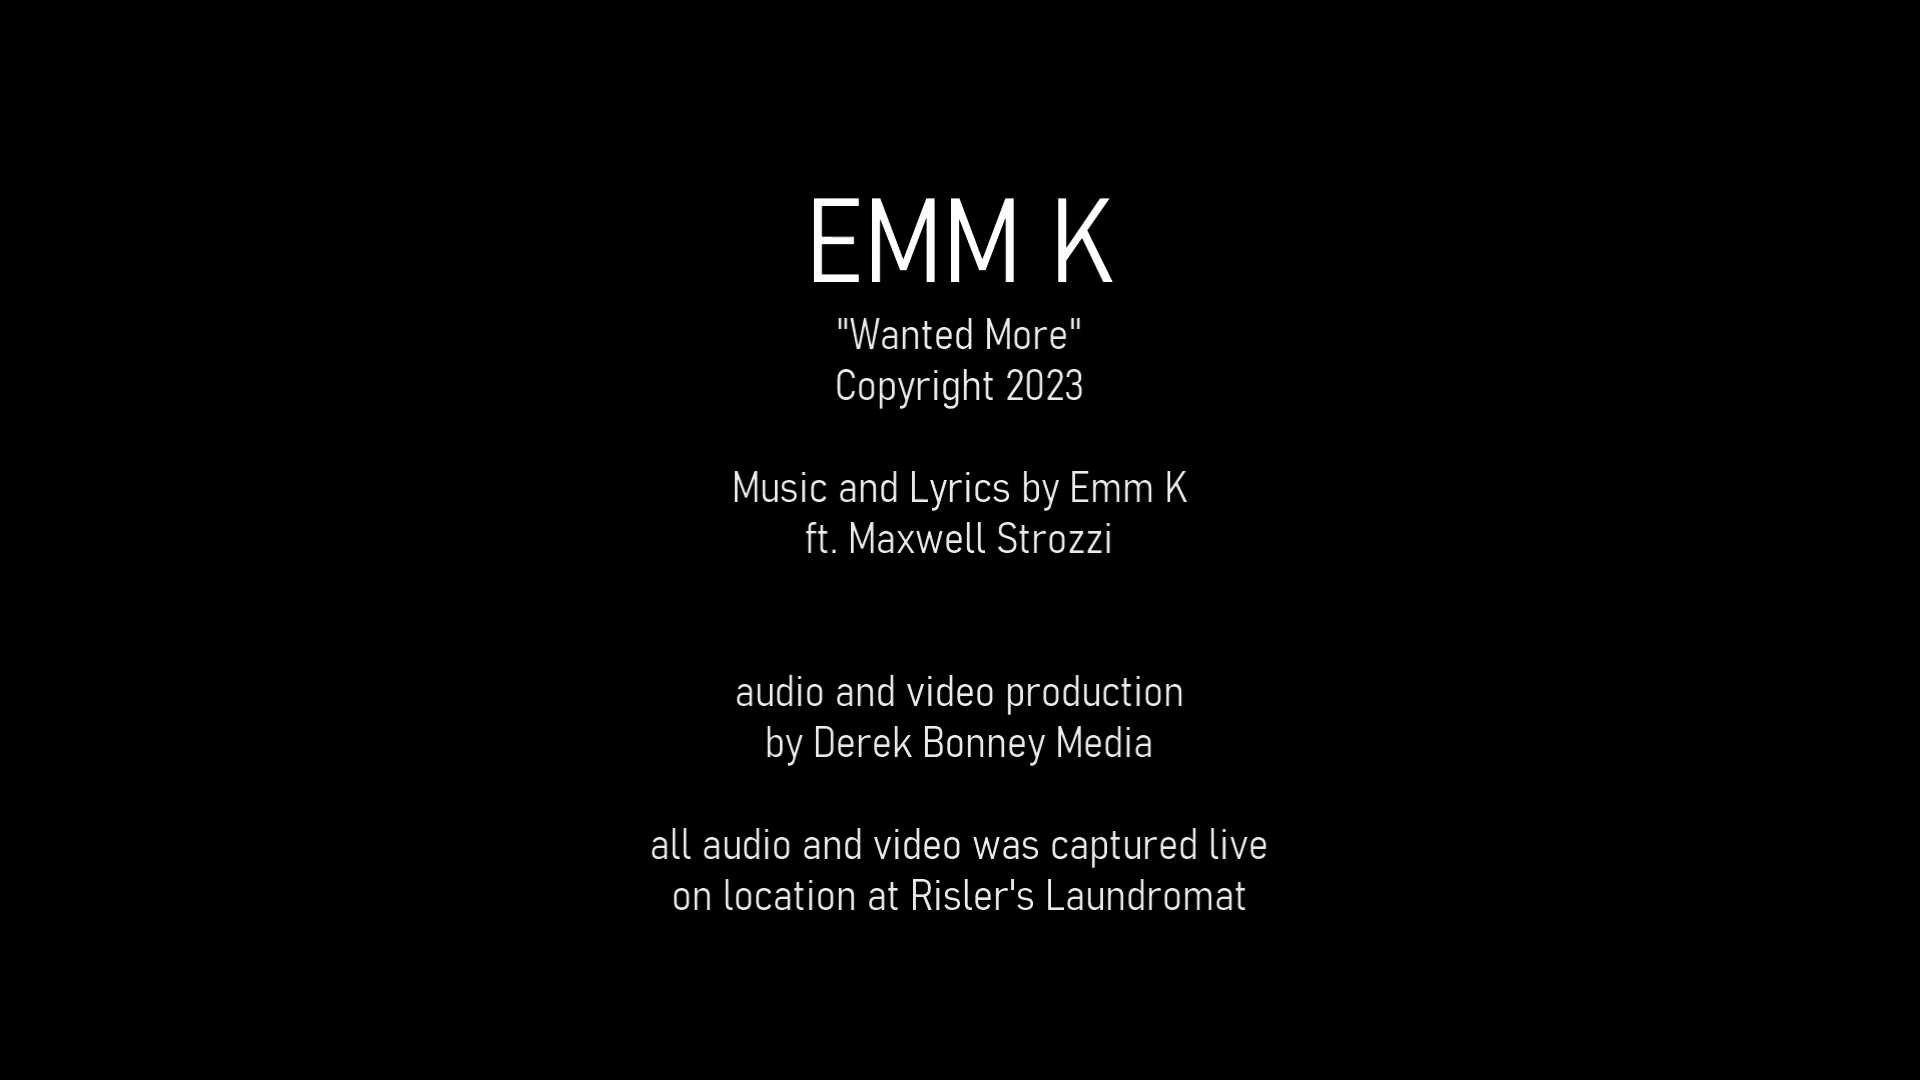 EMM K
"Wanted More"
Copyright 2023
Music and Lyrics by Emm K
ft. Maxwell Strozzi
audio and video production
by Derek Bonney Media
all audio and video was captured live
on location at Risler's Laundromat